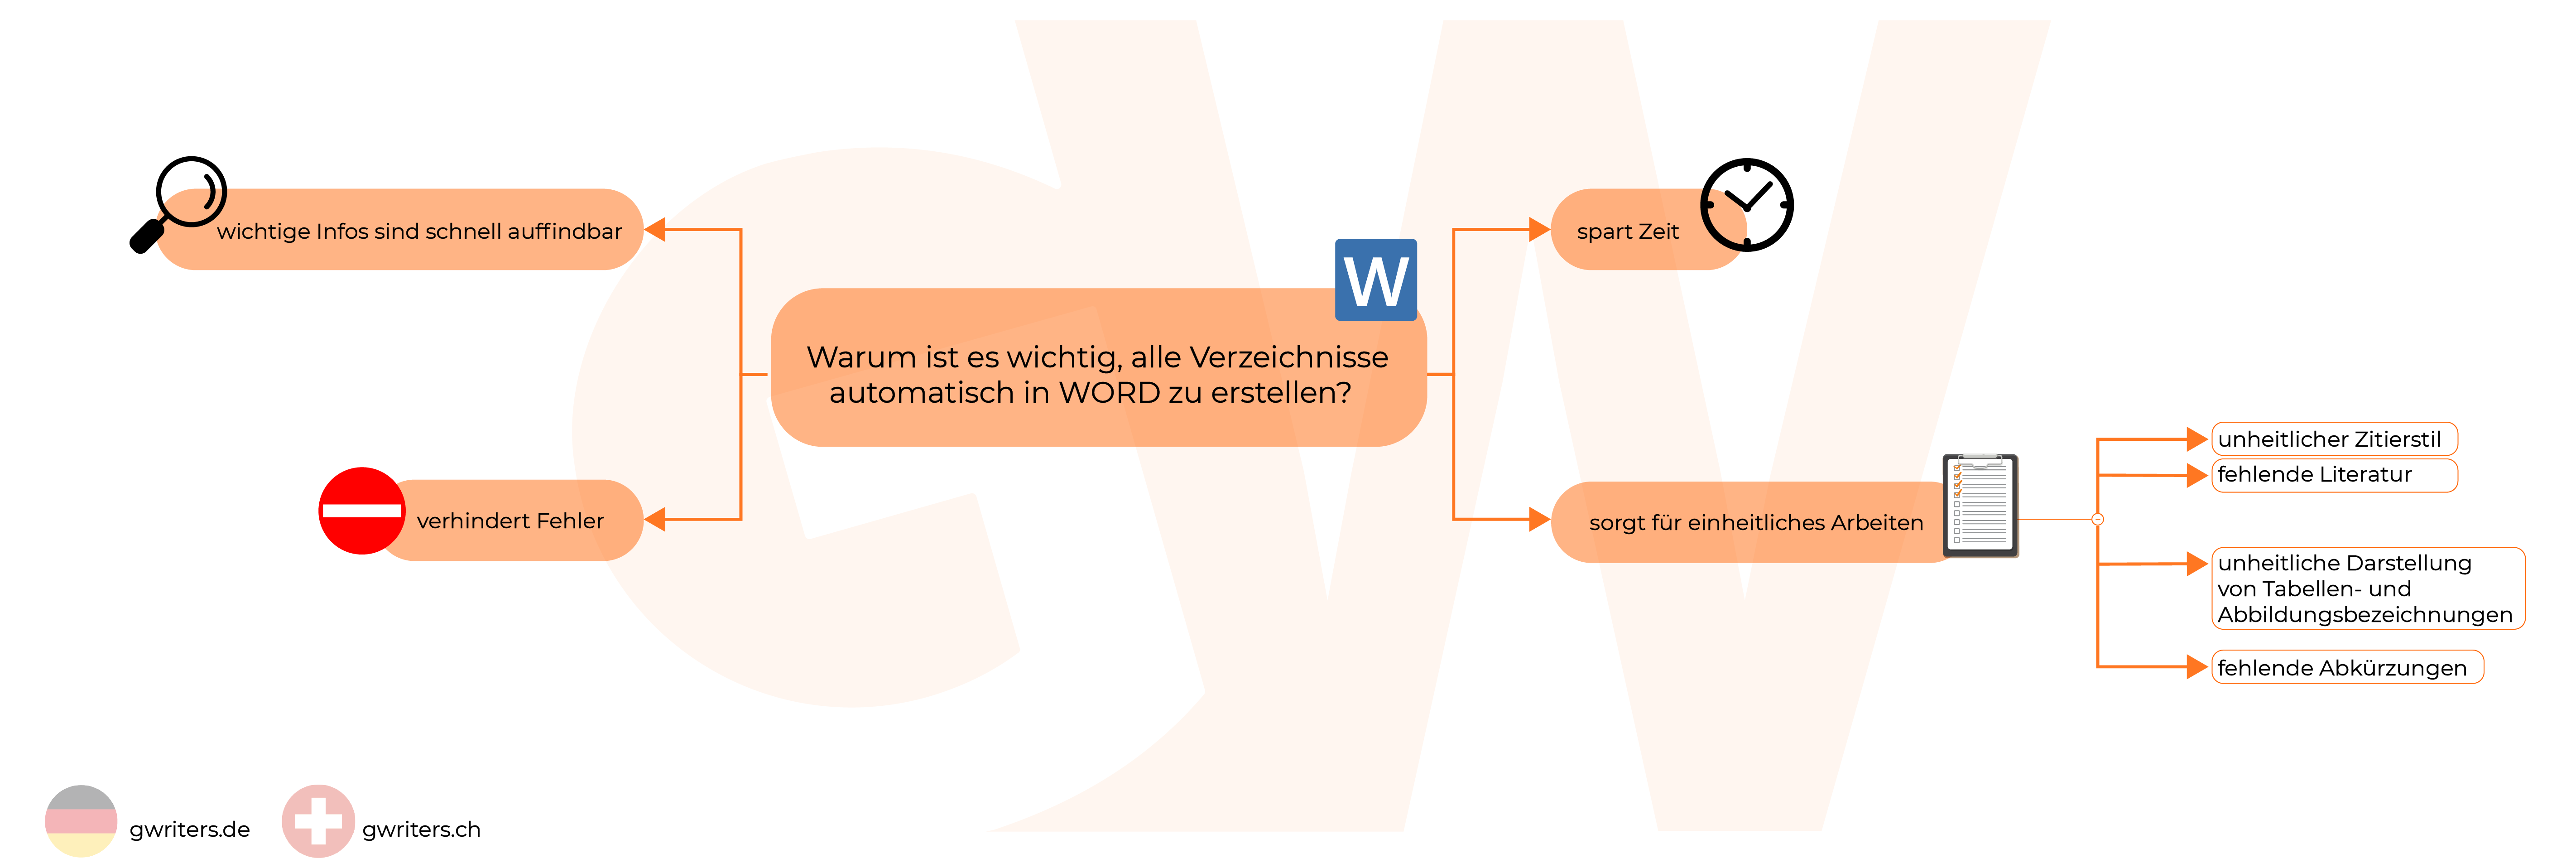 wichtige Infos sind schnell auffindbar
spart Zeit
W
Warum ist es wichtig, alle Verzeichnisse
automatisch in WORD zu erstellen?
verhindert Fehler
sorgt für einheitliches Arbeiten
unheitlicher Zitierstil
fehlende Literatur
unheitliche Darstellung
von Tabellen- und
Abbildungsbezeichnungen
fehlende Abkürzungen
gwriters.de
gwriters.ch
GW